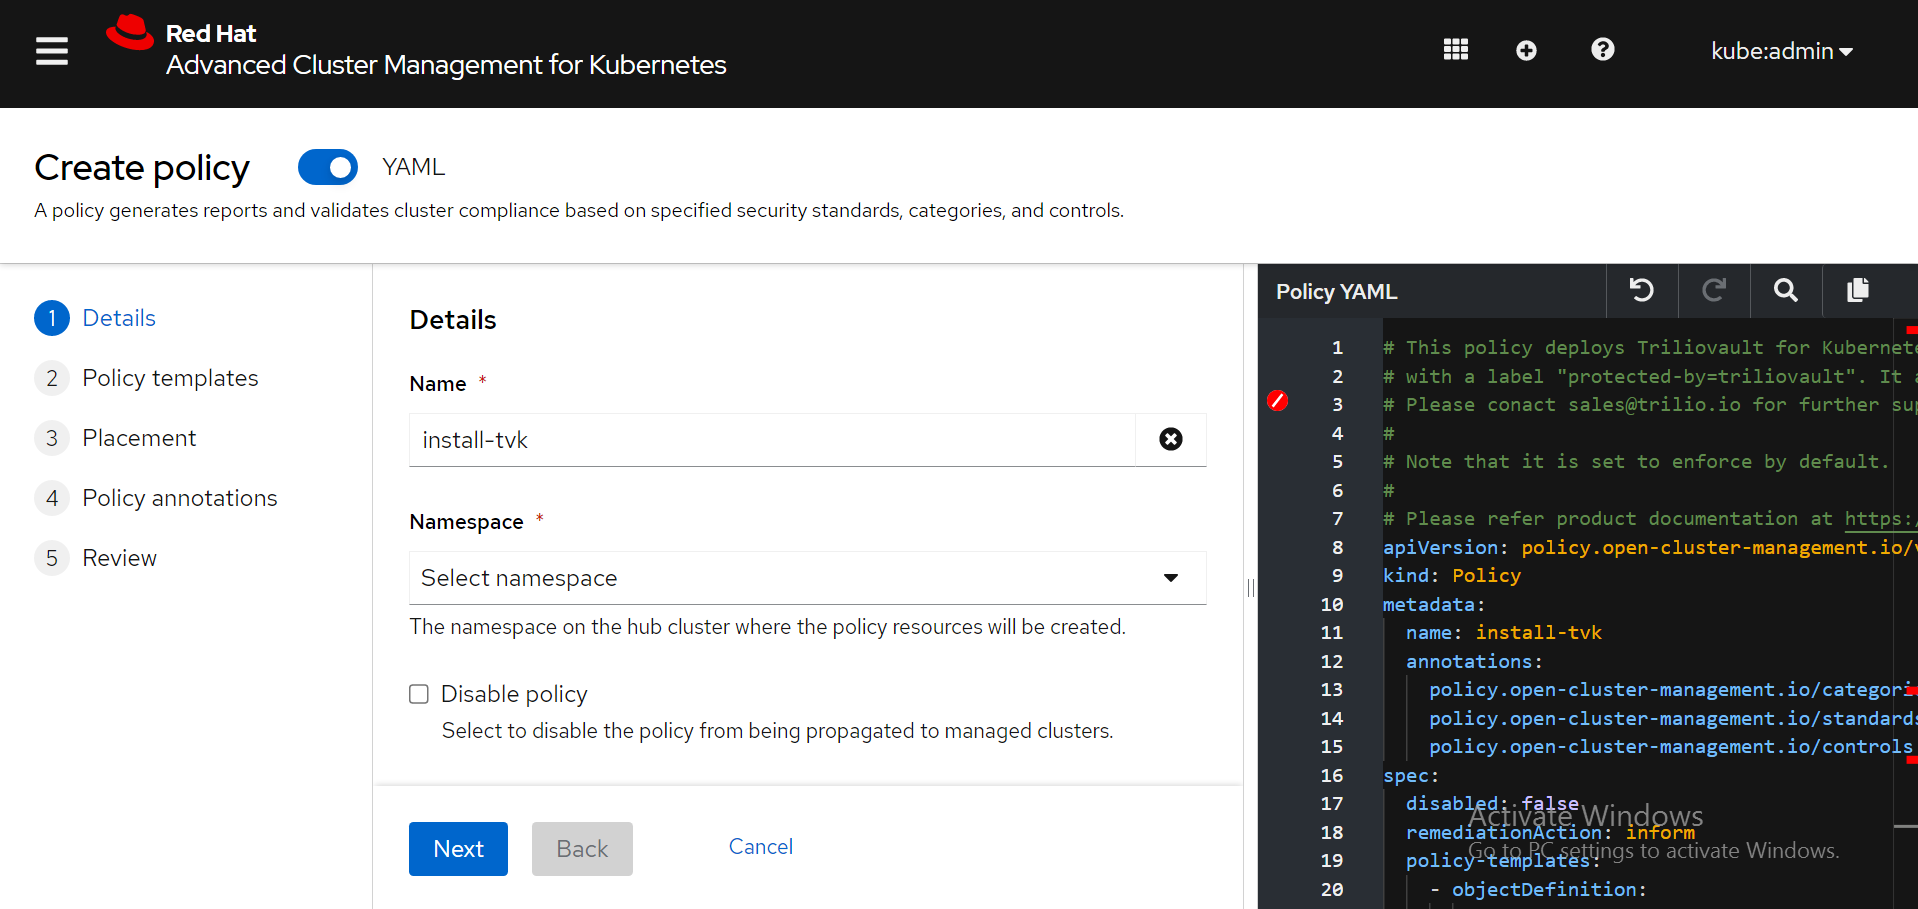 Red Hat
Advanced Cluster Management for Kubernetes
kube:admin
Create policy
YAML
A policy generates reports and validates cluster compliance based on specified security standards, categories, and controls.
1 Details
2 Policy templates
3 Placement
4 Policy annotations
5 Review
Details
Name *
install-tvk
Namespace *
Select namespace
The namespace on the hub cluster where the policy resources will be created.
Disable policy
Select to disable the policy from being propagated to managed clusters.
Next
Back
Cancel
Policy YAML
1 # This policy deploys Triliovault for Kubernete
2 # with a label "protected-by=triliovault". It a
3 # Please conact sales@trilio.io for further sup
4 #
5 # Note that it is set to enforce by default.
6 #
7 # Please refer product documentation at https:/
8 apiVersion: policy.open-cluster-management.io/v
9 kind: Policy
10 metadata:
11 name: install-tvk
12 annotations:
13 policy.open-cluster-management.io/categori
14 policy.open-cluster-management.io/standards
15 policy.open-cluster-management.io/controls
16 spec:
17 disabled: false
18 remediationAction: inform
19 policy-templates:
20 - objectDefinition:
Activate Windows
Go to PC settings to activate Windows.